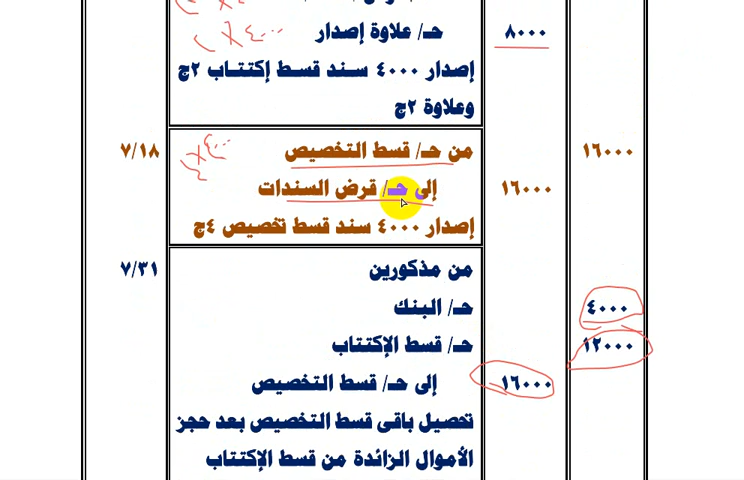 ٨٠٠٠ حـ/ علاوة إصدار
إصدار ٤٠٠٠ سند قسط إكتتاب ٢ج
وعلاوة ٢ج
١٦٠٠٠ من حـ/ قسط التخصيص ٧/١٨
١٦٠٠٠ إلى حـ/ قرض السندات
إصدار ٤٠٠٠ سند قسط تخصيص ٤ج
من مذكورين ٧/٣١
٤٠٠٠ حـ/ البنك
١٢٠٠٠ حـ/ قسط الإكتتاب
١٦٠٠٠ إلى حـ/ قسط التخصيص
تحصيل باقى قسط التخصيص بعد حجز
الأموال الزائدة من قسط الإكتتاب